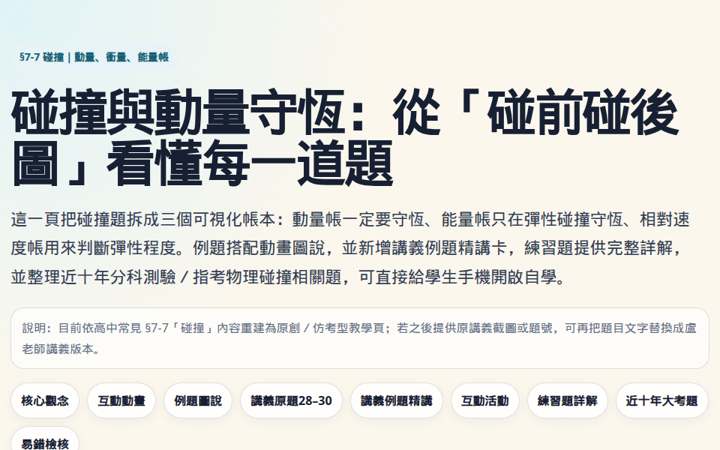 §7-7 碰撞｜動量、衝量、能量帳
碰撞與動量守恆：從「碰前碰後
圖」看懂每一道題
這一頁把碰撞題拆成三個可視化帳本：動量帳一定要守恆、能量帳只在彈性碰撞守恆、相對速
度帳用來判斷彈性程度。例題搭配動畫圖說，並新增講義例題精講卡，練習題提供完整詳解，
並整理近十年分科測驗 / 指考物理碰撞相關題，可直接給學生手機開啟自學。
說明：目前依高中常見 §7-7「碰撞」內容重建為原創 / 仿考型教學頁；若之後提供原講義截圖或題號，可再把題目文字替換成盧
老師講義版本。
核心觀念 互動動畫 例題圖說 講義原題28–30 講義例題精講 互動活動 練習題詳解 近十年大考題
易錯檢核